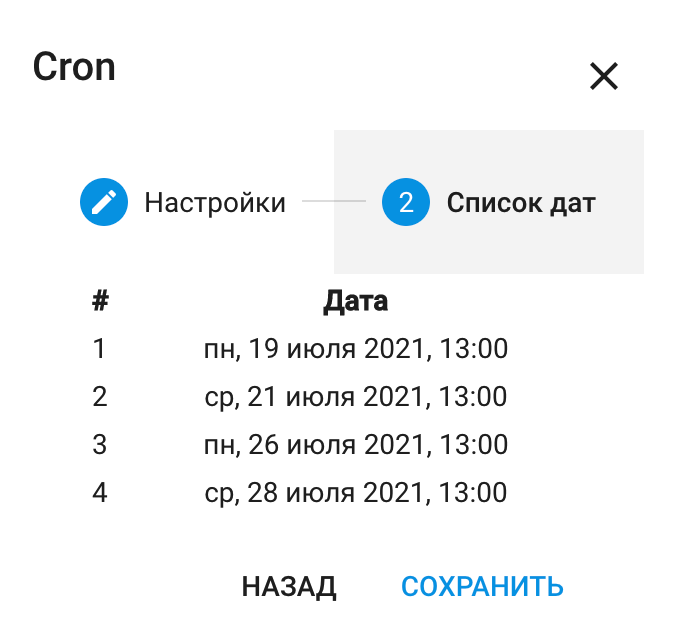 Cron
Настройки 2 Список дат
# Дата
1 пн, 19 июля 2021, 13:00
2 ср, 21 июля 2021, 13:00
3 пн, 26 июля 2021, 13:00
4 ср, 28 июля 2021, 13:00
НАЗАД СОХРАНИТЬ